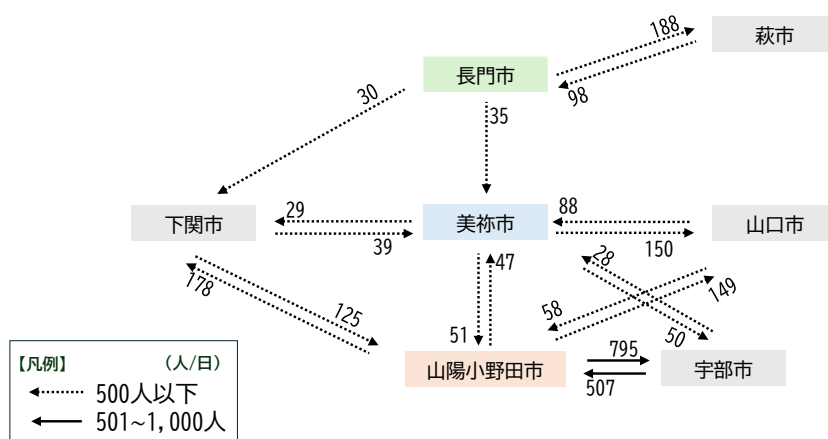 188
萩市
長門市
98
30
35
29
88
下関市
美祢市
山口市
39
47
150
28
178
125
58
149
51
50
795
【凡例】 (人/日)
500人以下
山陽小野田市
宇部市
507
501~1,000人